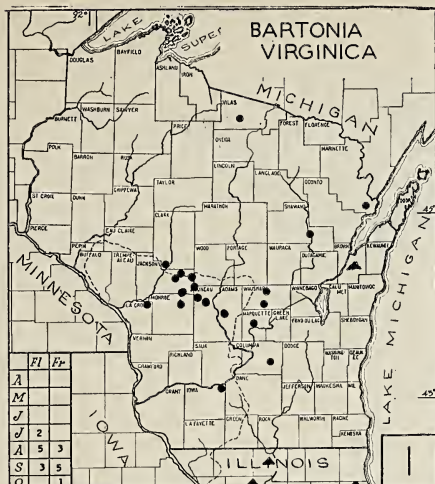 BARTONIA
VIRGINICA
92°
LAKE
SUPER
DOUGLAS
BAYFIELD
ASHLAND
IRON
VILAS
MICHIGAN
BURNETT
WASHBURN
SAWYER
PRICE
ONEIDA
FOREST
FLORENCE
MARINETTE
POLK
BARRON
RUSK
LINCOLN
LANGLADE
OCONTO
TAYLOR
CHIPPEWA
ST CROIX
DUNN
MARATHON
SHAWANO
DOOR
45°
PIERCE
CLARK
EAU CLAIRE
PEPIN
BUFFALO
TREMPEALEAU
JACKSON
WOOD
PORTAGE
WAUPACA
OUTAGAMIE
BROWN
KEWAUNEE
MINNESOTA
LA CROSSE
MONROE
JUNEAU
ADAMS
WAUSHARA
WINNEBAGO
CALUMET
MANITOWOC
MARQUETTE
GREEN LAKE
FOND DU LAC
SHEBOYGAN
LAKE MICHIGAN
VERNON
SAUK
COLUMBIA
DODGE
WASHINGTON
OZAUKEE
RICHLAND
CRAWFORD
DANE
JEFFERSON
WAUKESHA
MIL
GRANT
IOWA
LAFAYETTE
GREEN
ROCK
WALWORTH
RACINE
KENOSHA
IOWA
ILLINOIS
Fl Fr
A
M
J
J 2
A 5 3
S 3 5
O 1